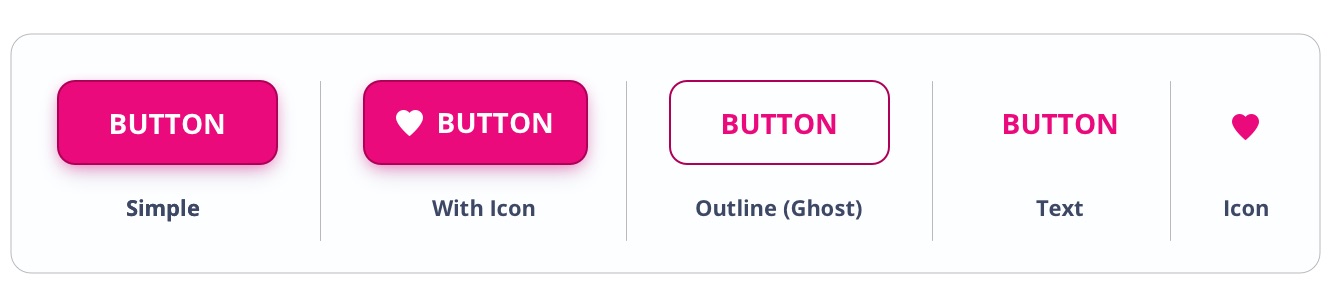 BUTTON
BUTTON
BUTTON
BUTTON
Simple
With Icon
Outline (Ghost)
Text
Icon